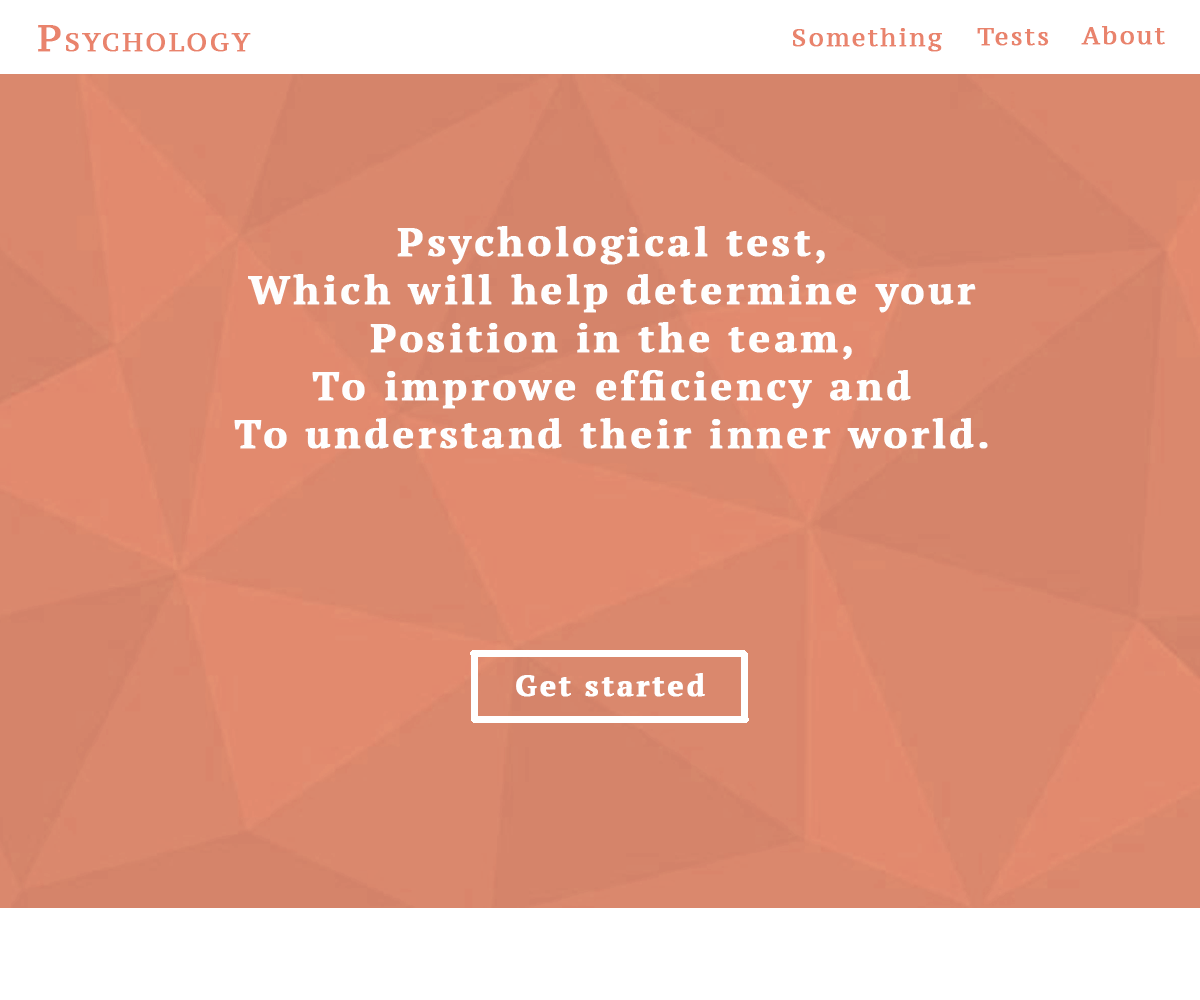 Psychology
Something Tests About
Psychological test,
Which will help determine your
Position in the team,
To improwe efficiency and
To understand their inner world.
Get started